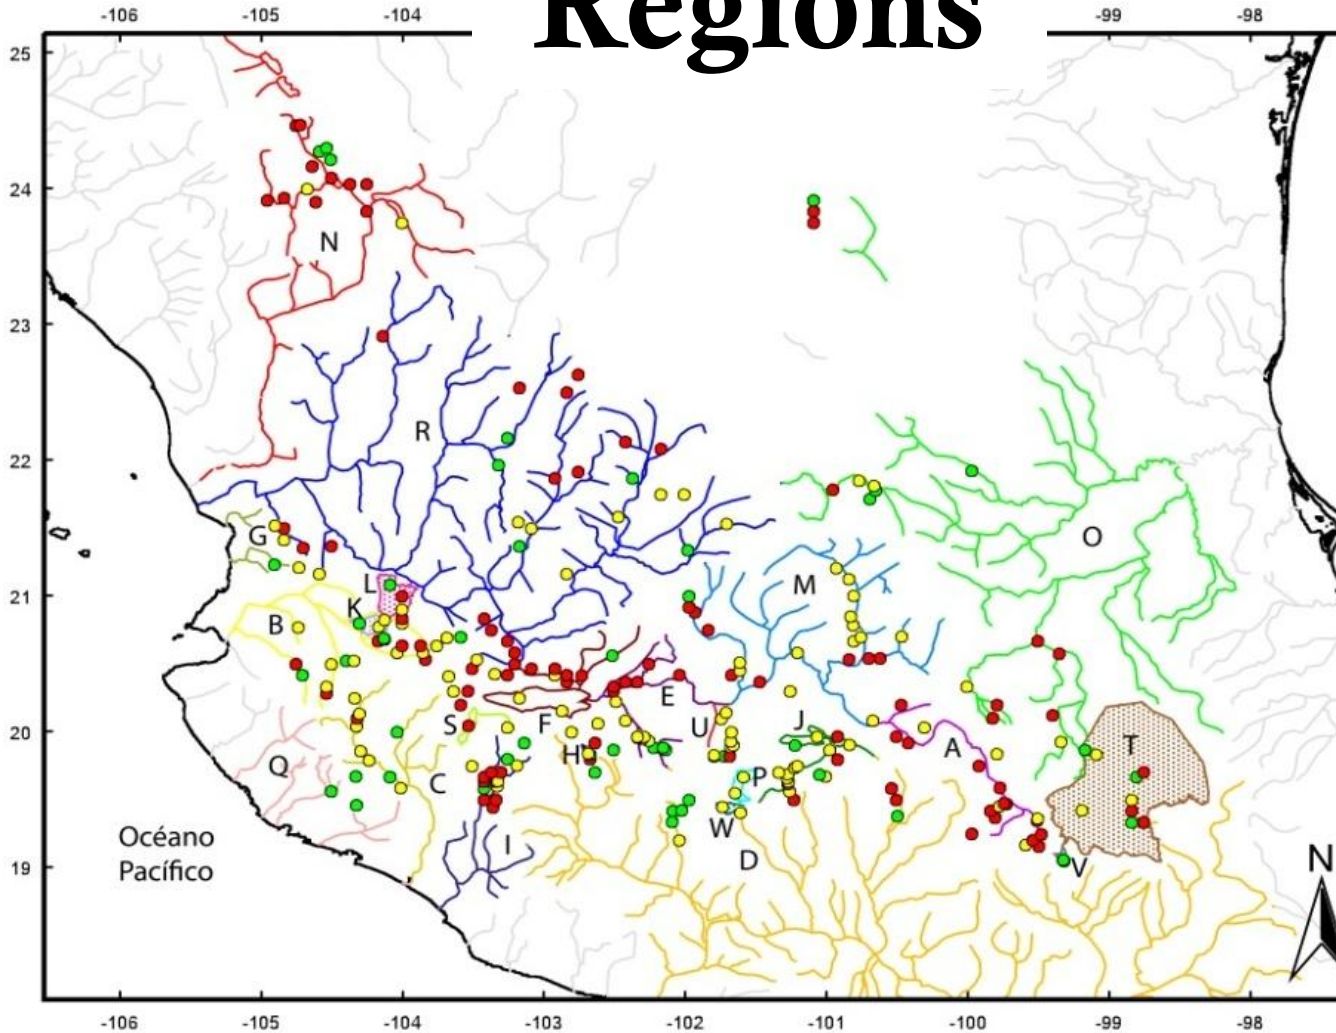 Regions
-106 -105 -104 -99 -98
25
24
N
23
R
22
G
O
21
L
M
K
B
E
20
S
F
U
J
H
A
T
Q
C
P
W
Océano
Pacífico
I
D
19
V
N
-106 -105 -104 -103 -102 -101 -100 -99 -98